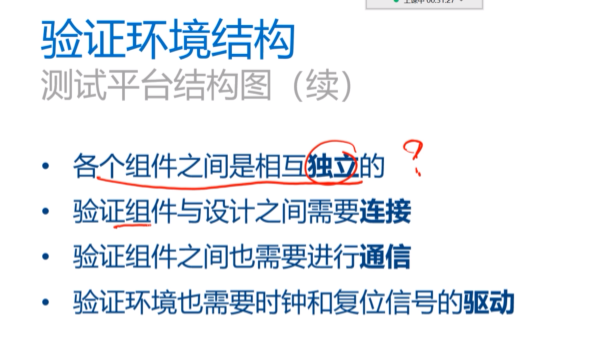 验证环境结构
测试平台结构图（续）
• 各个组件之间是相互独立的 ?
• 验证组件与设计之间需要连接
• 验证组件之间也需要进行通信
• 验证环境也需要时钟和复位信号的驱动